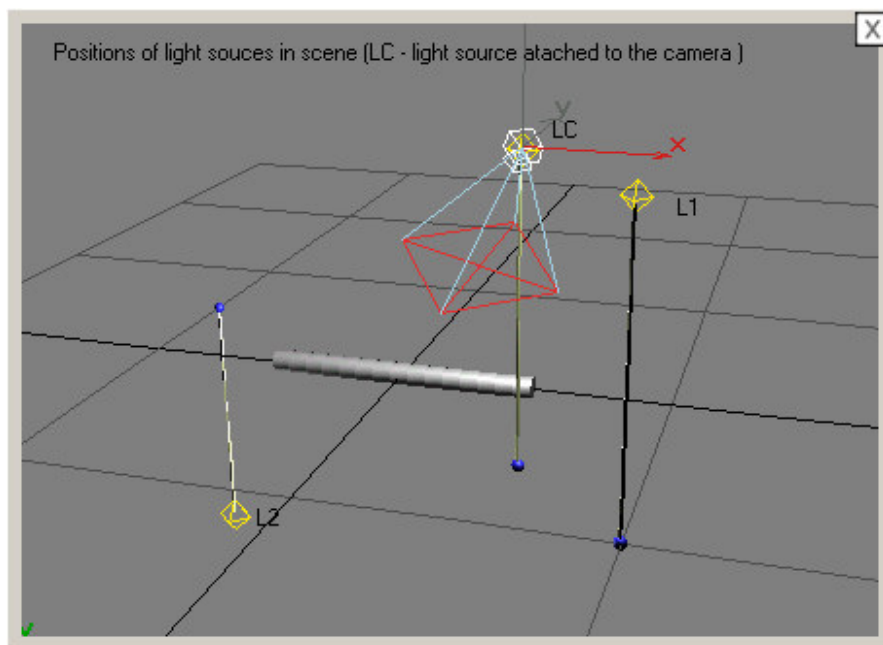 Positions of light souces in scene (LC - light source atached to the camera )
X
y
LC
x
L1
L2
y